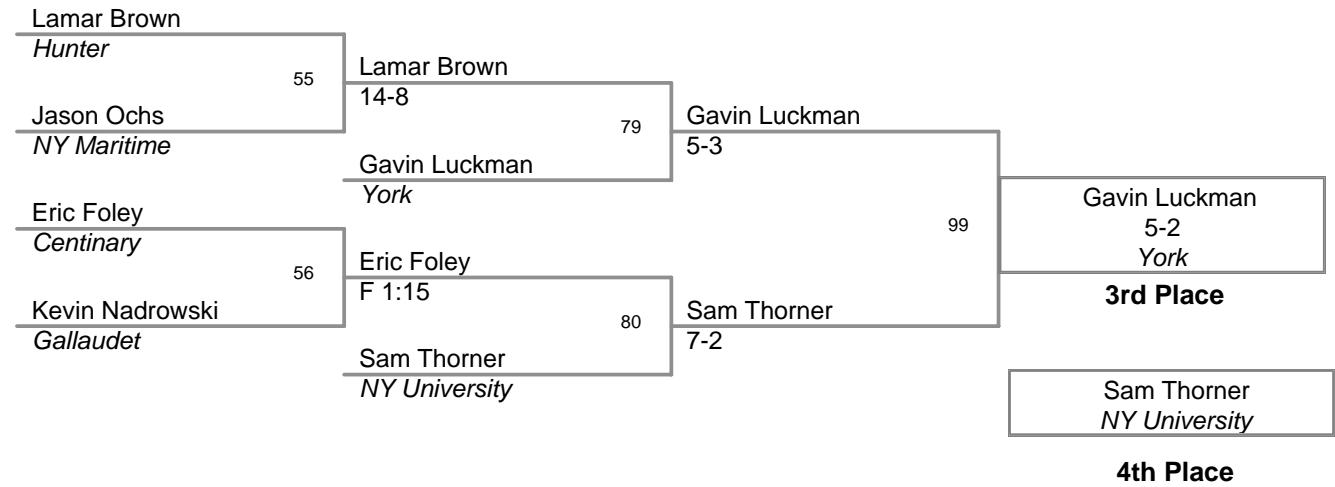 Lamar Brown
Hunter
55
Lamar Brown
14-8
Jason Ochs
NY Maritime
79
Gavin Luckman
5-3
Gavin Luckman
York
Eric Foley
Centinary
99
Gavin Luckman
5-2
York
3rd Place
56
Eric Foley
F 1:15
Kevin Nadrowski
Gallaudet
80
Sam Thorner
7-2
Sam Thorner
NY University
Sam Thorner
NY University
4th Place